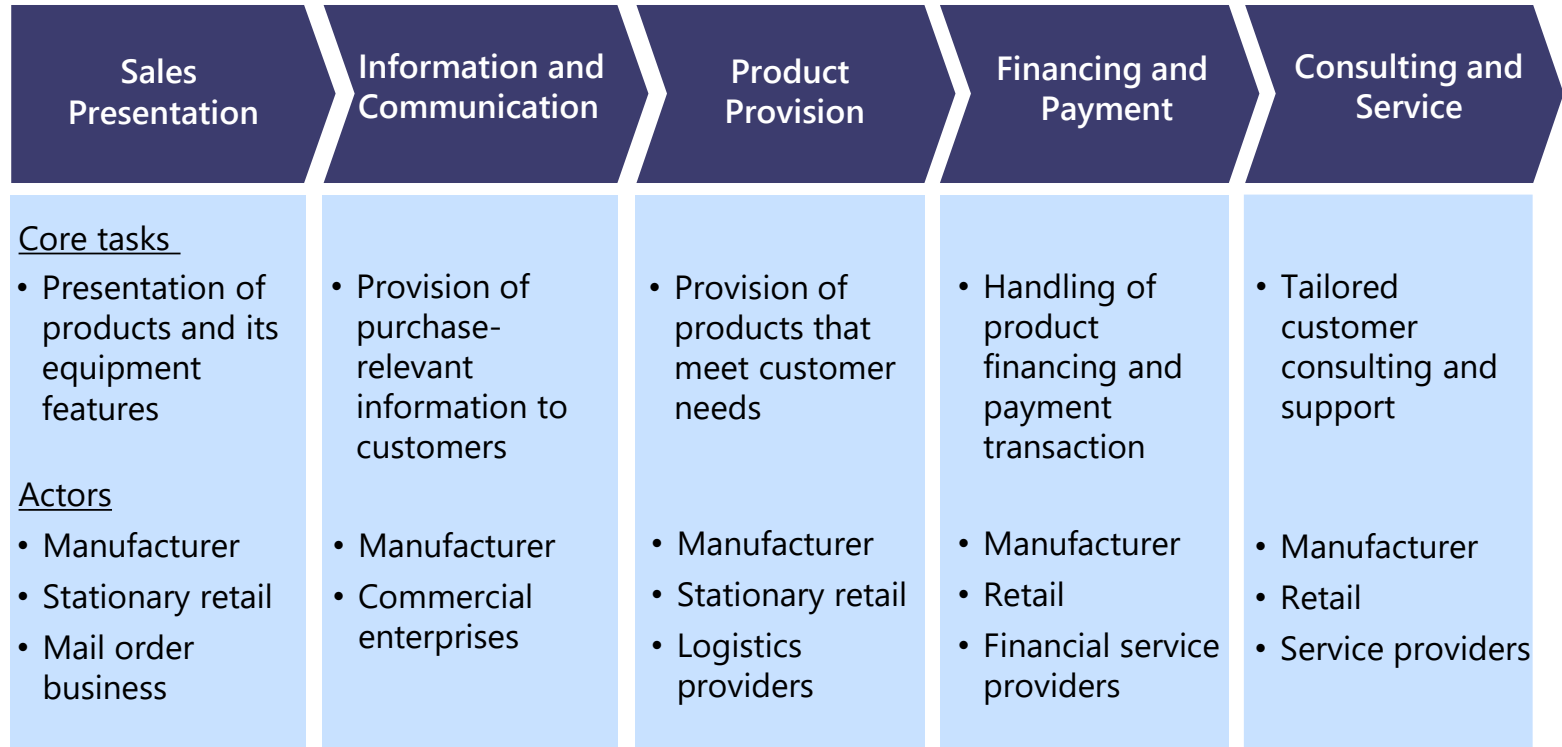 Sales
Presentation
Information and
Communication
Product
Provision
Financing and
Payment
Consulting and
Service
Core tasks
• Presentation of
products and its
equipment
features
Actors
• Manufacturer
• Stationary retail
• Mail order
business
• Provision of
purchase-
relevant
information to
customers
• Manufacturer
• Commercial
enterprises
• Provision of
products that
meet customer
needs
• Manufacturer
• Stationary retail
• Logistics
providers
• Handling of
product
financing and
payment
transaction
• Manufacturer
• Retail
• Financial service
providers
• Tailored
customer
consulting and
support
• Manufacturer
• Retail
• Service providers